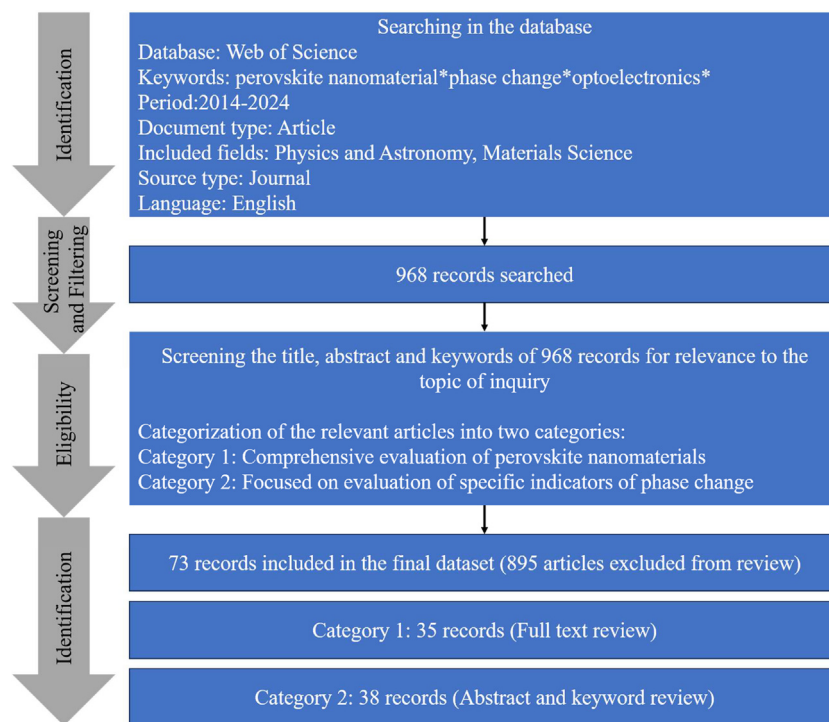 Identification
Searching in the database
Database: Web of Science
Keywords: perovskite nanomaterial*phase change*optoelectronics*
Period:2014-2024
Document type: Article
Included fields: Physics and Astronomy, Materials Science
Source type: Journal
Language: English
Screening
and Filtering
968 records searched
Eligibility
Screening the title, abstract and keywords of 968 records for relevance to the
topic of inquiry
Categorization of the relevant articles into two categories:
Category 1: Comprehensive evaluation of perovskite nanomaterials
Category 2: Focused on evaluation of specific indicators of phase change
Identification
73 records included in the final dataset (895 articles excluded from review)
Category 1: 35 records (Full text review)
Category 2: 38 records (Abstract and keyword review)